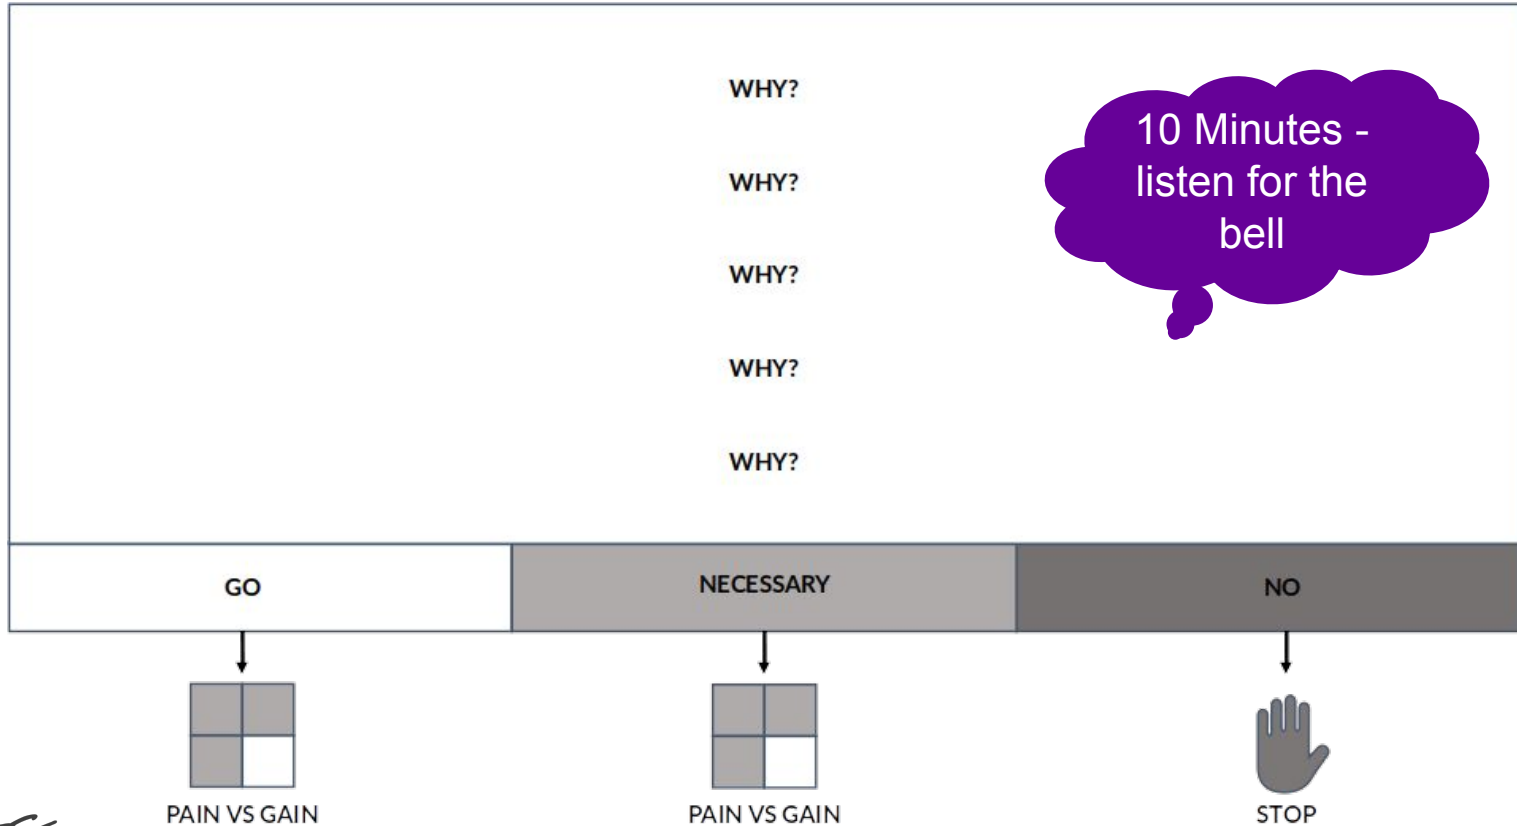 WHY?
10 Minutes -
listen for the
bell
WHY?
WHY?
WHY?
WHY?
GO
NECESSARY
NO
PAIN VS GAIN
PAIN VS GAIN
STOP